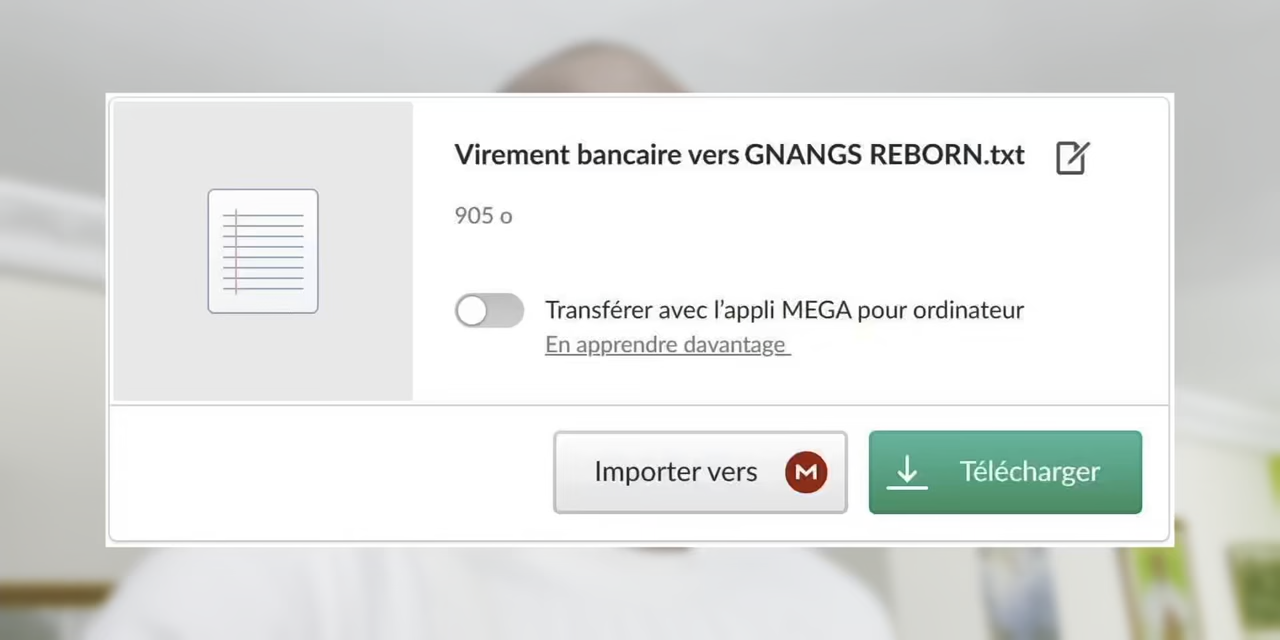 Virement bancaire vers GNANGS REBORN.txt
905 o
Transférer avec l’appli MEGA pour ordinateur
En apprendre davantage
Importer vers M
Télécharger